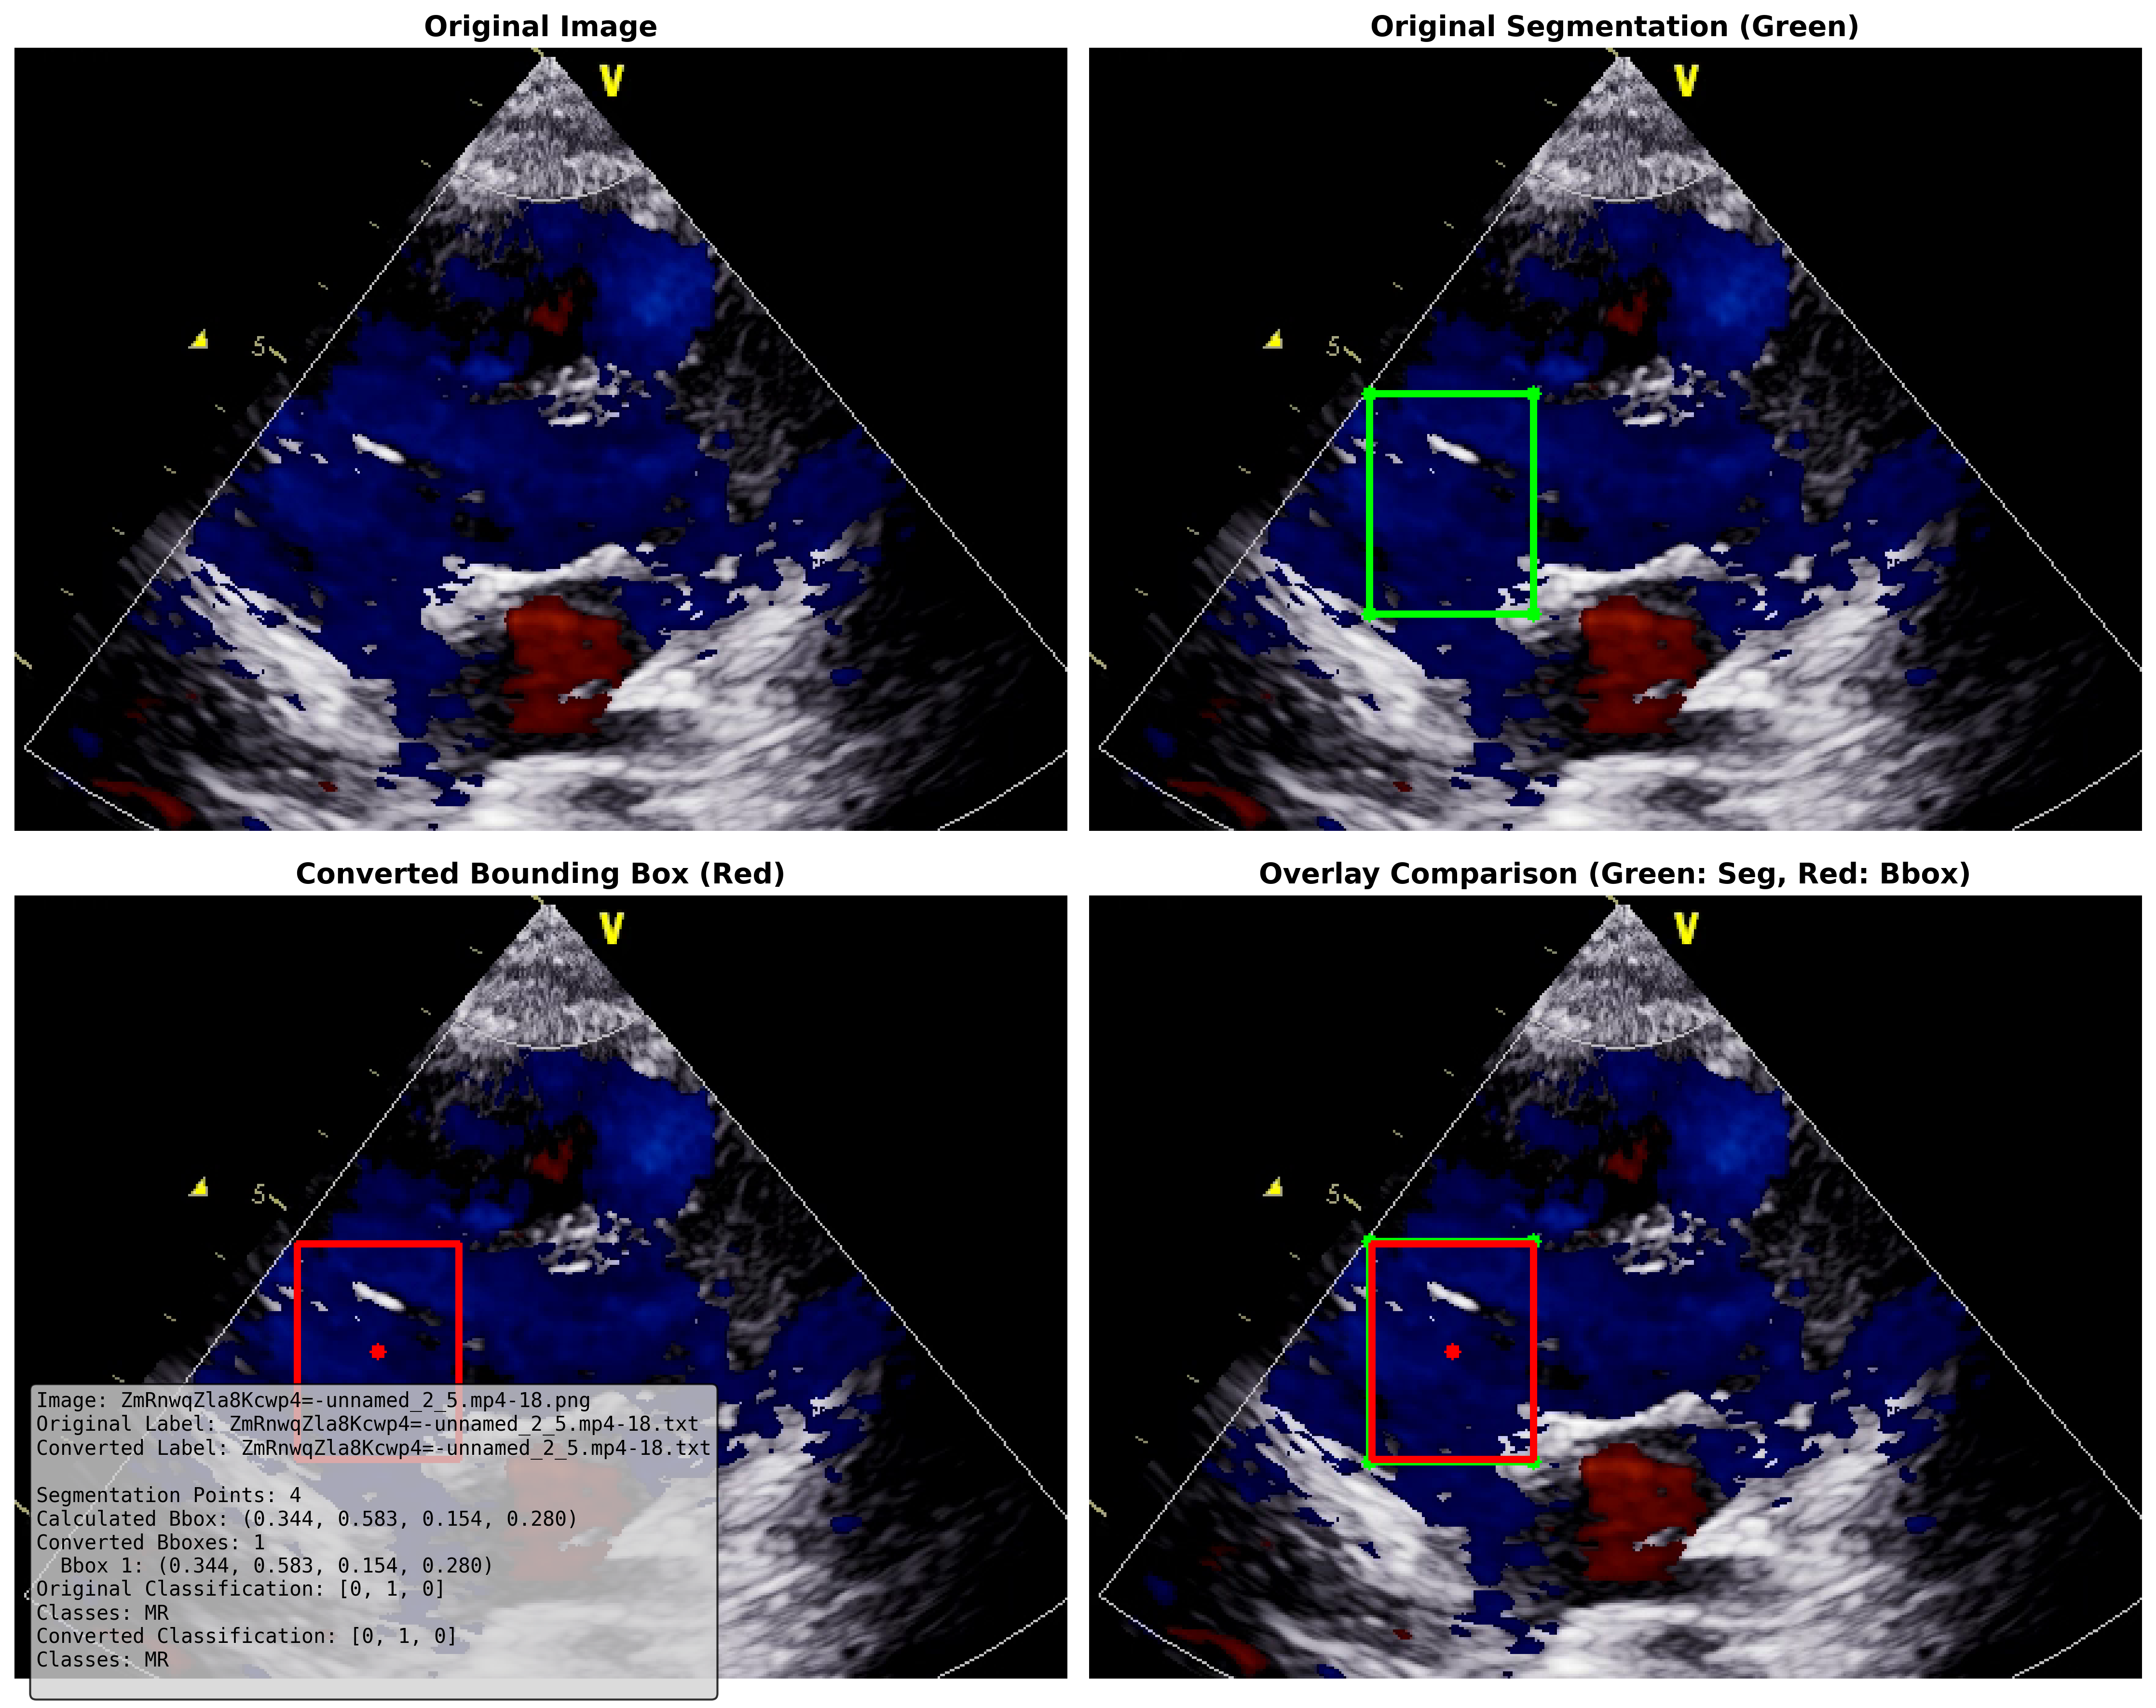 Original Image
V
5
Original Segmentation (Green)
V
5
Converted Bounding Box (Red)
V
5
Image: ZmRnwqZla8Kcwp4=-unnamed_2_5.mp4-18.png
Original Label: ZmRnwqZla8Kcwp4=-unnamed_2_5.mp4-18.txt
Converted Label: ZmRnwqZla8Kcwp4=-unnamed_2_5.mp4-18.txt
Segmentation Points: 4
Calculated Bbox: (0.344, 0.583, 0.154, 0.280)
Converted Bboxes: 1
Bbox 1: (0.344, 0.583, 0.154, 0.280)
Original Classification: [0, 1, 0]
Classes: MR
Converted Classification: [0, 1, 0]
Classes: MR
Overlay Comparison (Green: Seg, Red: Bbox)
V
5